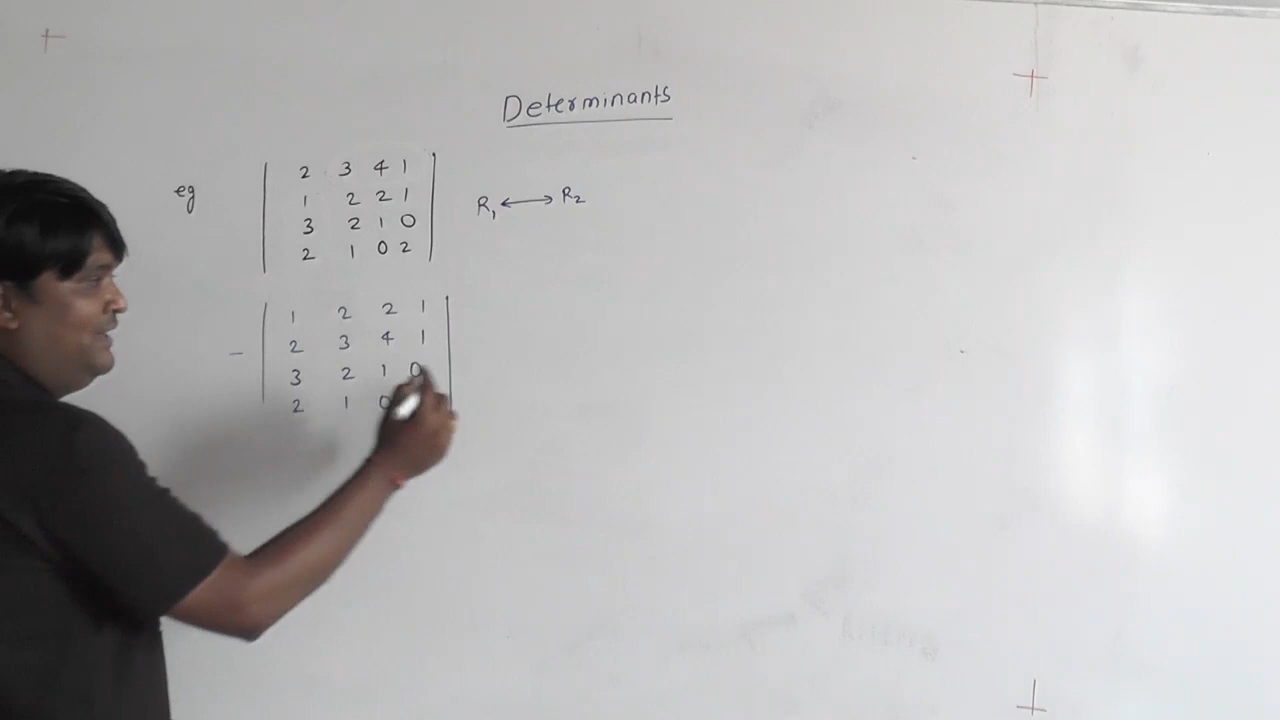 Determinants
eg
| 2 3 4 1 |
| 1 2 2 1 | R₁ ↔ R₂
| 3 2 1 0 |
| 2 1 0 2 |
| 1 2 2 1 |
− | 2 3 4 1 |
| 3 2 1 0 |
| 2 1 0